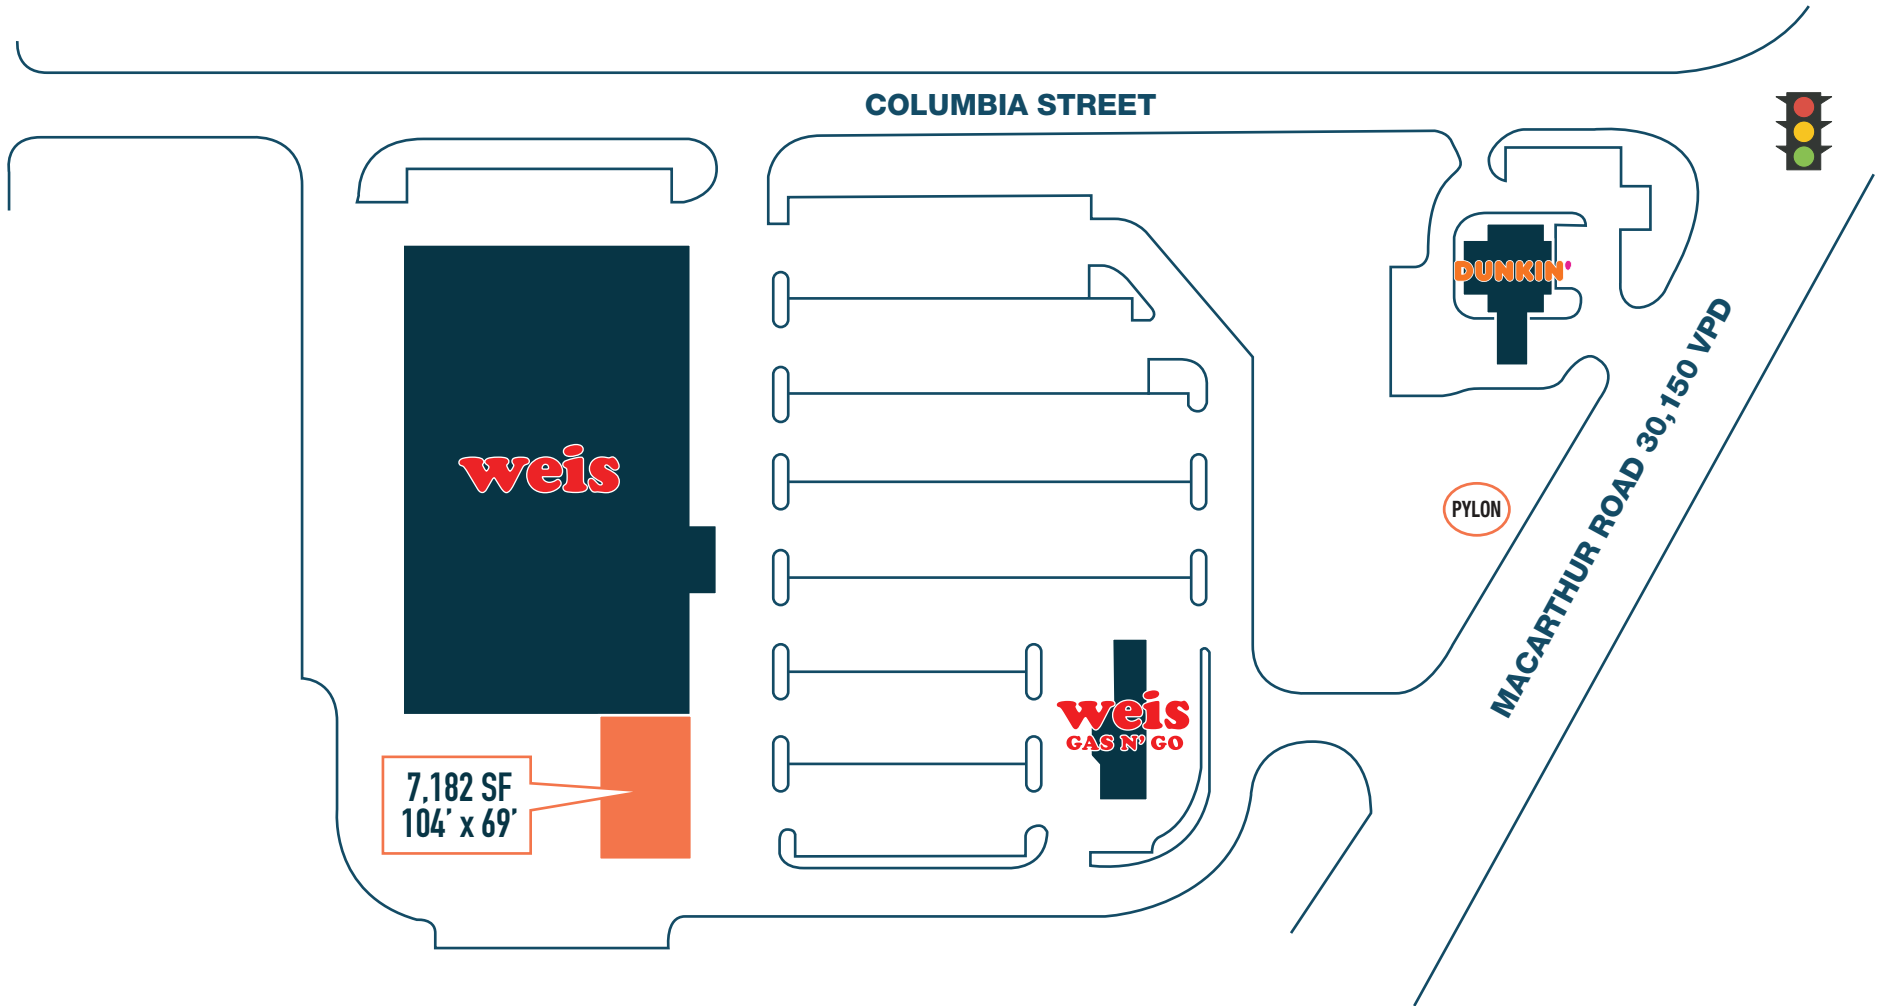 COLUMBIA STREET
DUNKIN'
MACARTHUR ROAD 30,150 VPD
weis
PYLON
weis
GAS N' GO
7,182 SF
104' x 69'